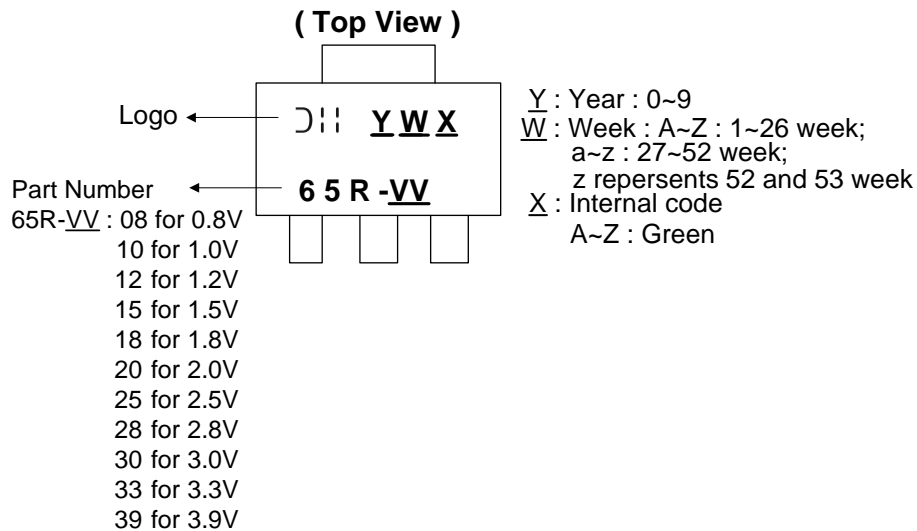 ( Top View )
Logo
Y W X
6 5 R -VV
Y : Year : 0~9
W : Week : A~Z : 1~26 week;
a~z : 27~52 week;
z repersents 52 and 53 week
X : Internal code
A~Z : Green
Part Number
65R-VV : 08 for 0.8V
10 for 1.0V
12 for 1.2V
15 for 1.5V
18 for 1.8V
20 for 2.0V
25 for 2.5V
28 for 2.8V
30 for 3.0V
33 for 3.3V
39 for 3.9V